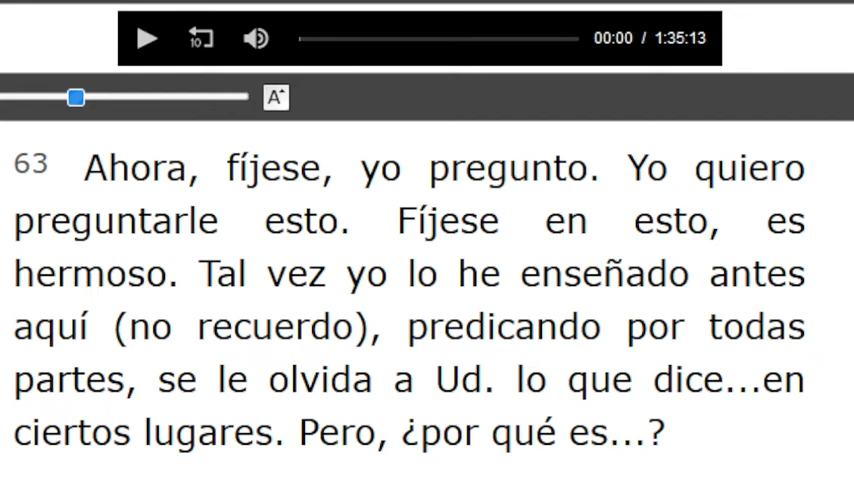 10
00:00 / 1:35:13
A
63 Ahora, fíjese, yo pregunto. Yo quiero
preguntarle esto. Fíjese en esto, es
hermoso. Tal vez yo lo he enseñado antes
aquí (no recuerdo), predicando por todas
partes, se le olvida a Ud. lo que dice...en
ciertos lugares. Pero, ¿por qué es...?